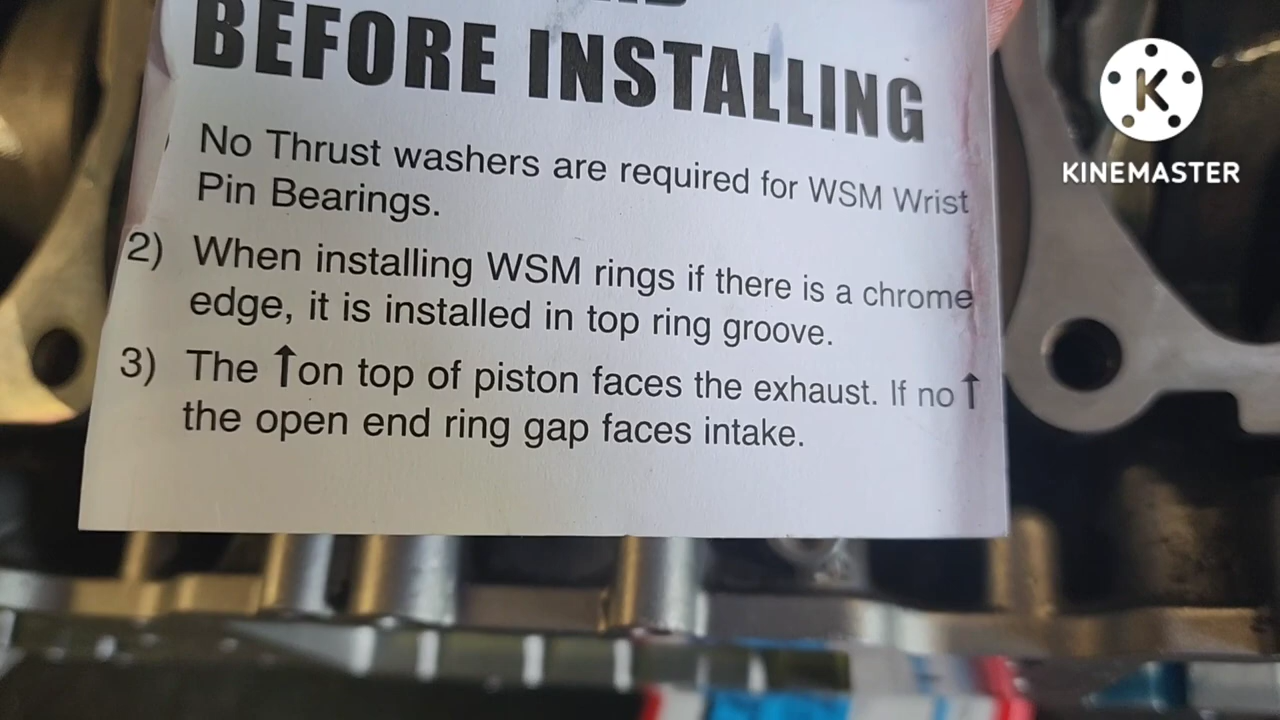 BEFORE INSTALLING
No Thrust washers are required for WSM Wrist
Pin Bearings.
2) When installing WSM rings if there is a chrome
edge, it is installed in top ring groove.
3) The ↑ on top of piston faces the exhaust. If no ↑
the open end ring gap faces intake.
K
KINEMASTER